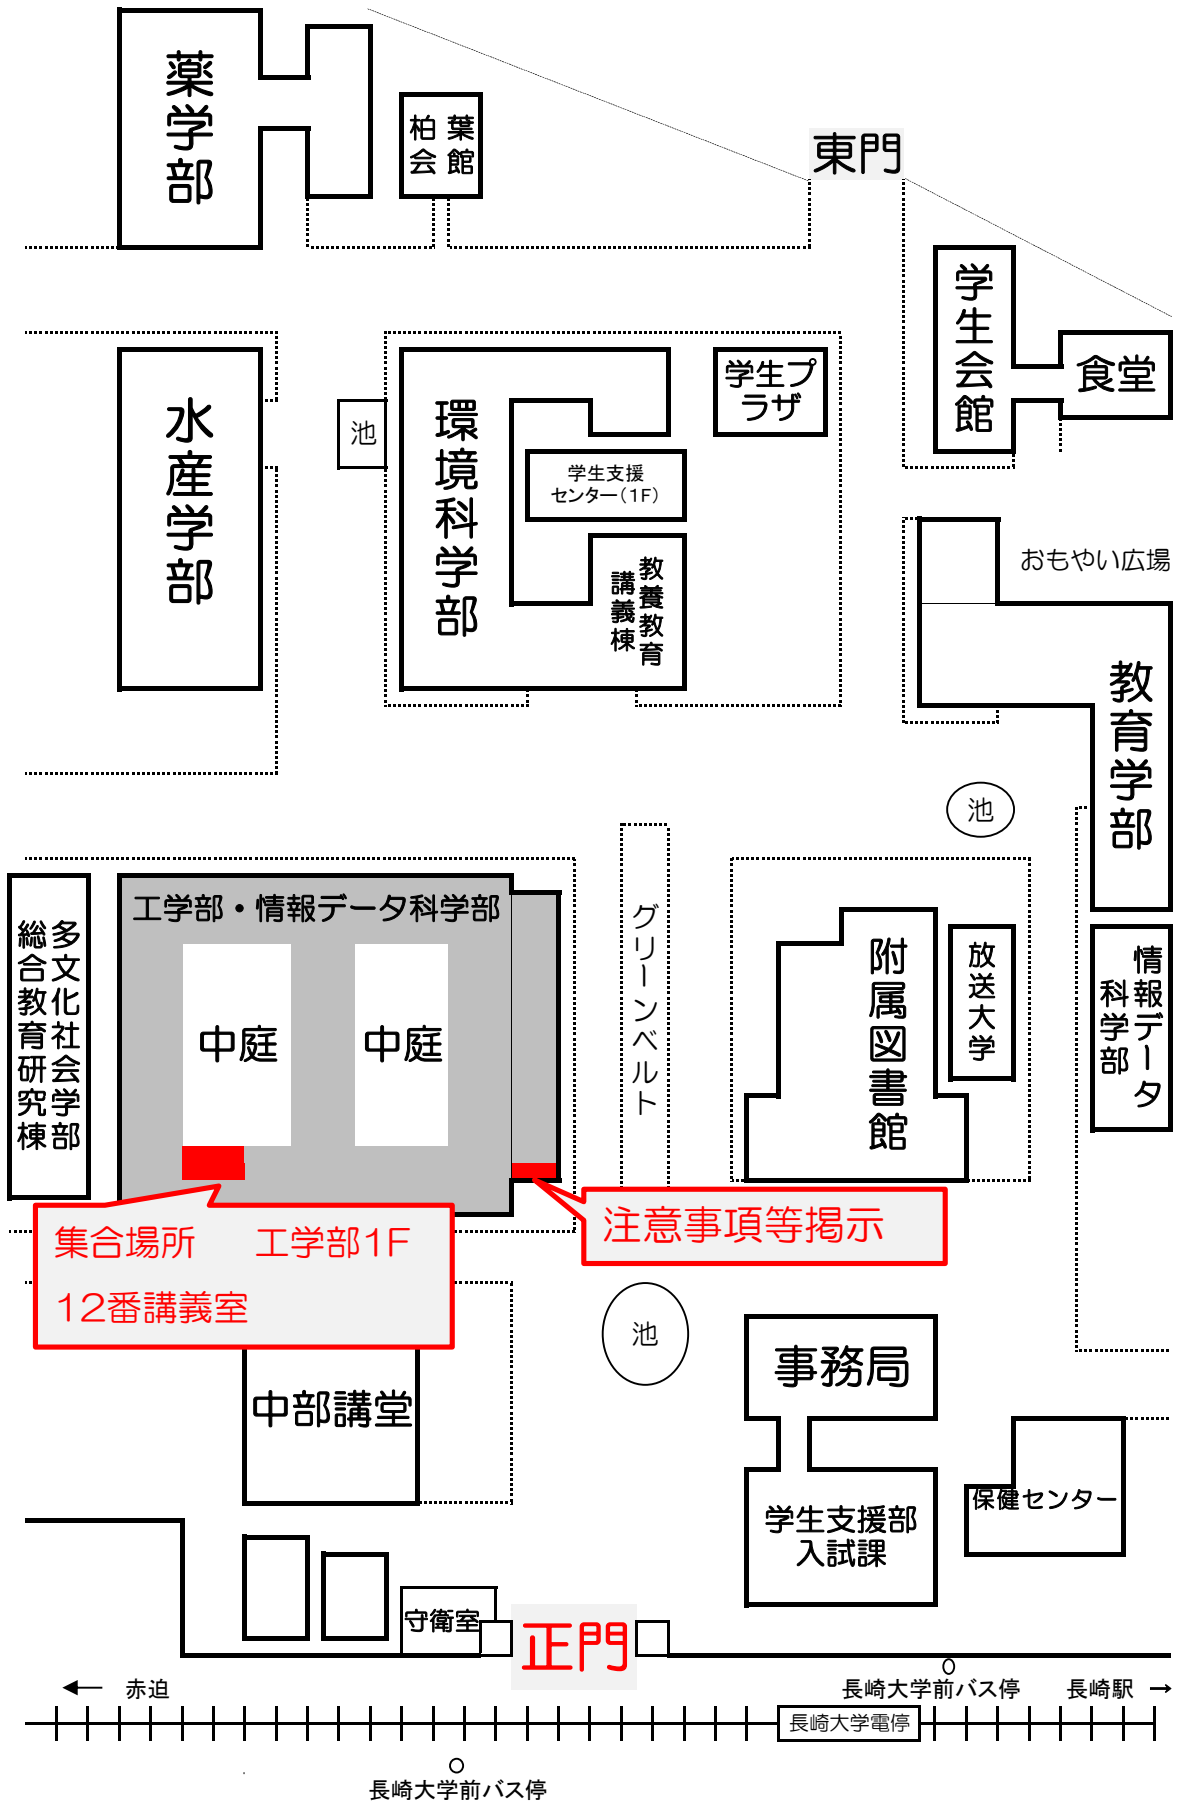 薬学部
柏葉会館
東門
学生会館
食堂
水産学部
池
環境科学部
学生プラザ
学生支援
センター（１F）
教養教育
講義棟
おもやい広場
教育学部
池
多文化社会学部
総合教育研究棟
工学部・情報データ科学部
中庭
中庭
グリーンベルト
附属図書館
放送大学
情報データ
科学部
集合場所　　工学部１F
１２番講義室
注意事項等掲示
池
中部講堂
事務局
学生支援部
入試課
保健センター
守衛室
正門
← 赤迫
長崎大学前バス停
長崎駅 →
長崎大学電停
長崎大学前バス停